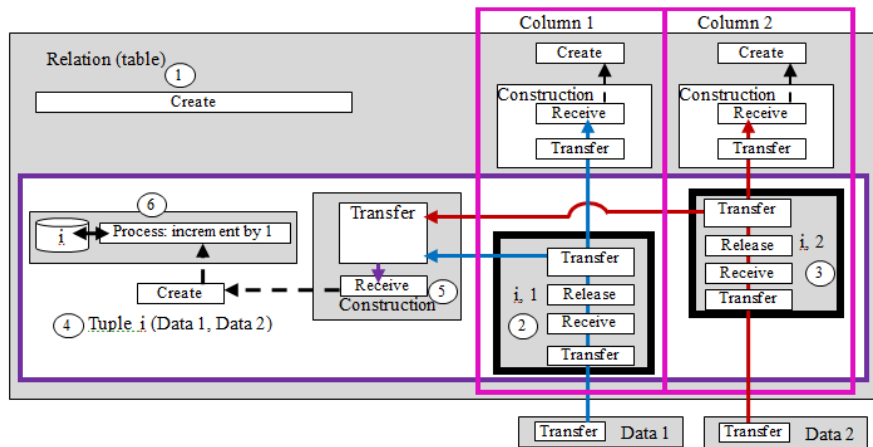 Column 1
Column 2
Relation (table)
1
Create
Create
Create
Construction
Receive
Transfer
Construction
Receive
Transfer
6
i
Process: increment by 1
Create
4
Tuple i (Data 1, Data 2)
Transfer
Receive
5
Construction
Transfer
i, 1
Release
2
Receive
Transfer
Transfer
Release
i, 2
Receive
3
Transfer
Transfer
Data 1
Transfer
Data 2